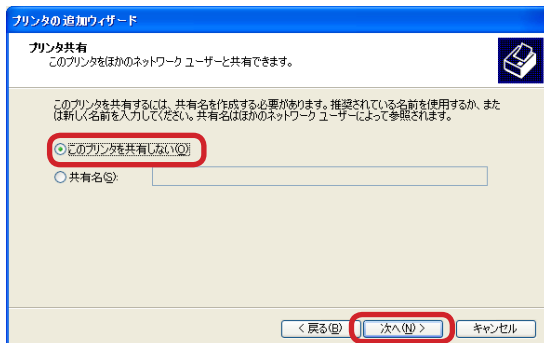 プリンタの追加ウィザード
プリンタ共有
このプリンタをほかのネットワーク ユーザーと共有できます。
このプリンタを共有するには、共有名を作成する必要があります。推奨されている名前を使用するか、また
は新しく名前を入力してください。共有名はほかのネットワーク ユーザーによって参照されます。
このプリンタを共有しない(O)
共有名(S):
< 戻る(B) 次へ(N) > キャンセル